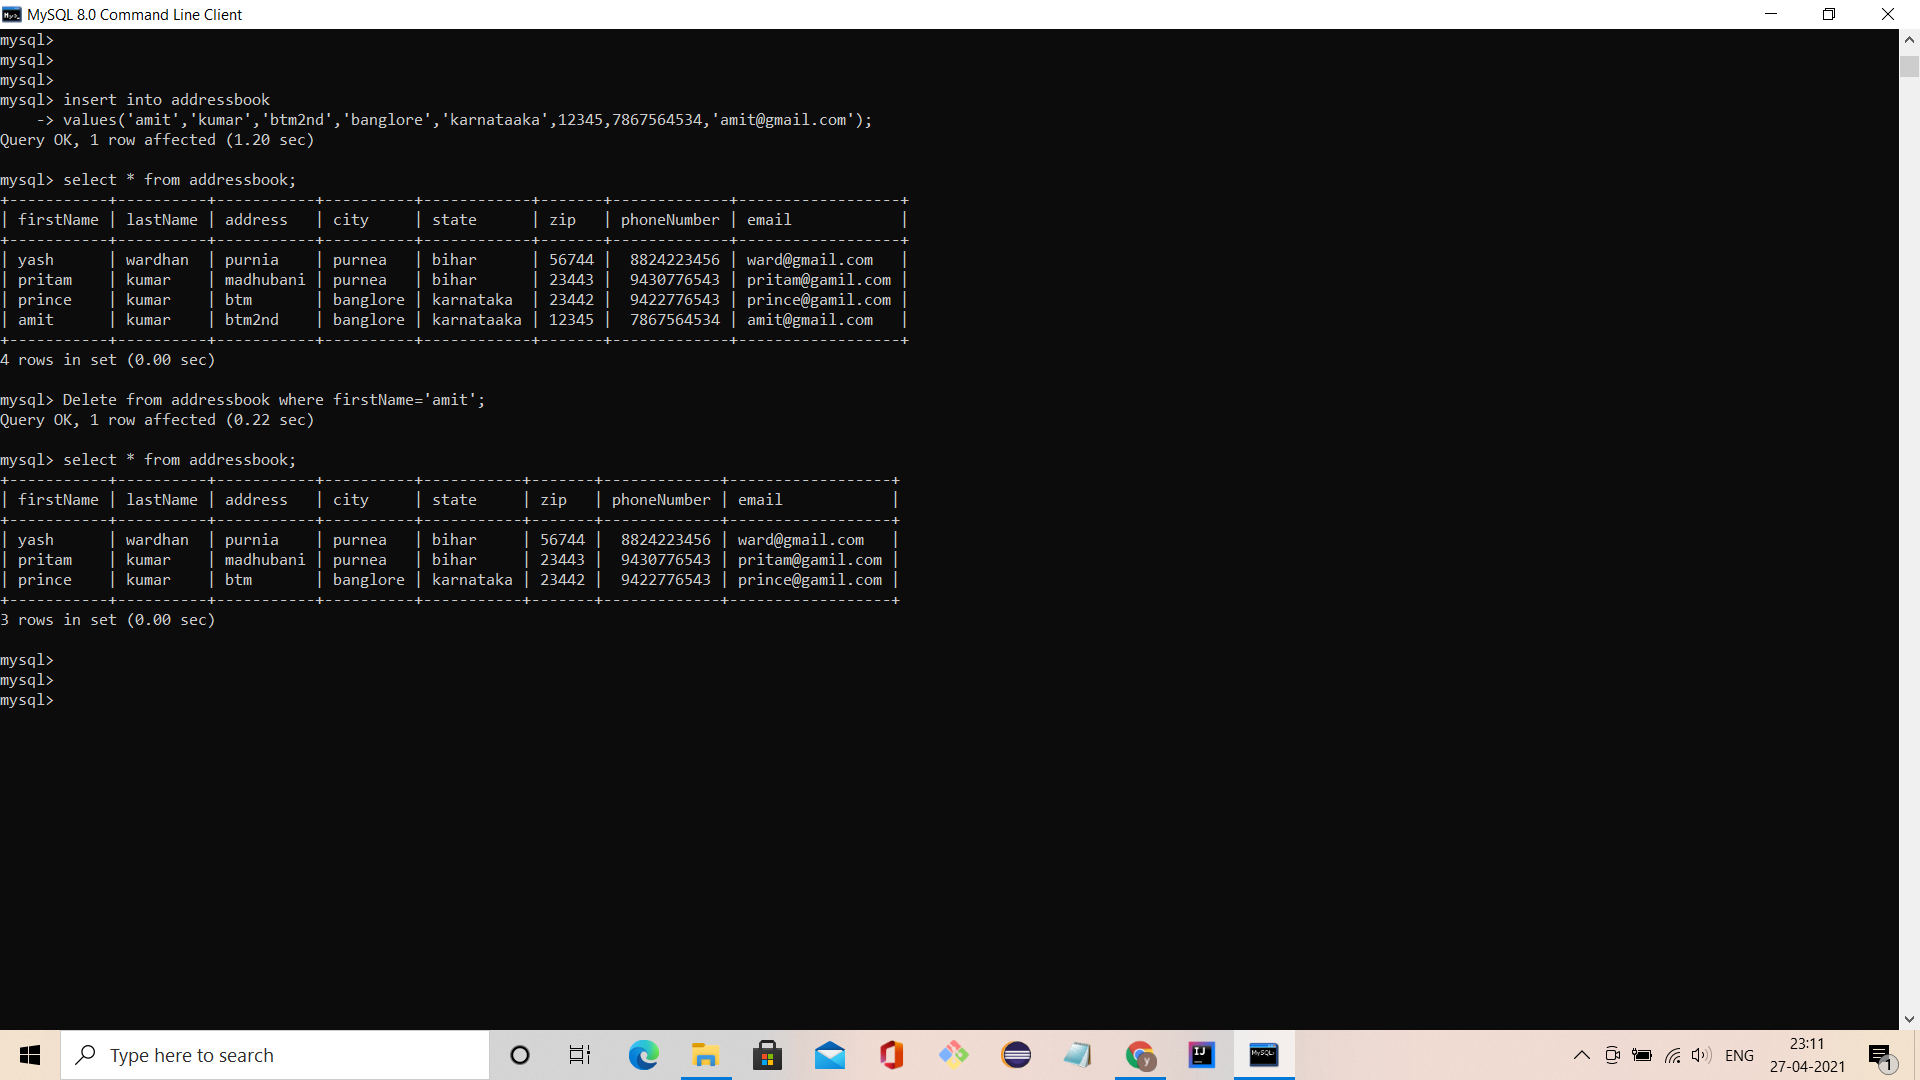 MySQL 8.0 Command Line Client
mysql>
mysql>
mysql>
mysql> insert into addressbook
    -> values('amit','kumar','btm2nd','banglore','karnataaka',12345,7867564534,'amit@gmail.com');
Query OK, 1 row affected (1.20 sec)

mysql> select * from addressbook;
+-----------+----------+-----------+----------+------------+-------+-------------+------------------+
| firstName | lastName | address   | city     | state      | zip   | phoneNumber | email            |
+-----------+----------+-----------+----------+------------+-------+-------------+------------------+
| yash      | wardhan  | purnia    | purnea   | bihar      | 56744 |  8824223456 | ward@gmail.com   |
| pritam    | kumar    | madhubani | purnea   | bihar      | 23443 |  9430776543 | pritam@gamil.com |
| prince    | kumar    | btm       | banglore | karnataka  | 23442 |  9422776543 | prince@gamil.com |
| amit      | kumar    | btm2nd    | banglore | karnataaka | 12345 |  7867564534 | amit@gmail.com   |
+-----------+----------+-----------+----------+------------+-------+-------------+------------------+
4 rows in set (0.00 sec)

mysql> Delete from addressbook where firstName='amit';
Query OK, 1 row affected (0.22 sec)

mysql> select * from addressbook;
+-----------+----------+-----------+----------+-----------+-------+-------------+------------------+
| firstName | lastName | address   | city     | state     | zip   | phoneNumber | email            |
+-----------+----------+-----------+----------+-----------+-------+-------------+------------------+
| yash      | wardhan  | purnia    | purnea   | bihar     | 56744 |  8824223456 | ward@gmail.com   |
| pritam    | kumar    | madhubani | purnea   | bihar     | 23443 |  9430776543 | pritam@gamil.com |
| prince    | kumar    | btm       | banglore | karnataka | 23442 |  9422776543 | prince@gamil.com |
+-----------+----------+-----------+----------+-----------+-------+-------------+------------------+
3 rows in set (0.00 sec)

mysql>
mysql>
mysql>
Type here to search
y
IJ
MySQL
ENG
23:11
27-04-2021
1